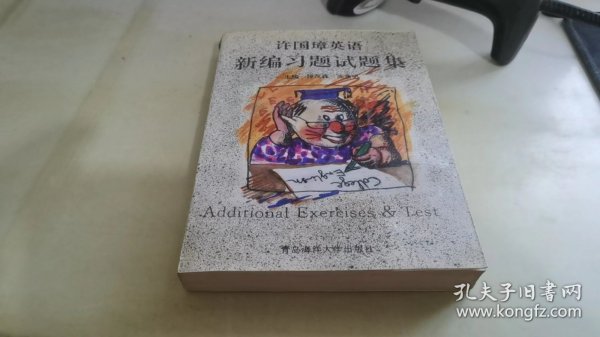 许国璋英语
新编习题试题集
College
English
Additional Exercises & Test
青岛海洋大学出版社
孔夫子旧书网
www.kongfz.com